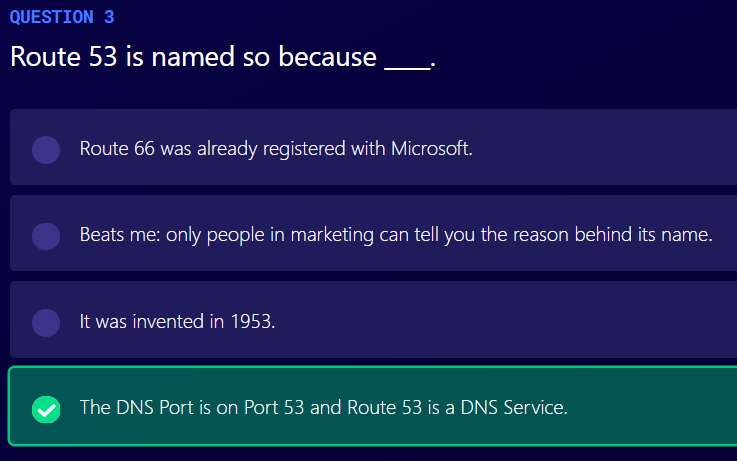 QUESTION 3
Route 53 is named so because ____.
Route 66 was already registered with Microsoft.
Beats me: only people in marketing can tell you the reason behind its name.
It was invented in 1953.
The DNS Port is on Port 53 and Route 53 is a DNS Service.